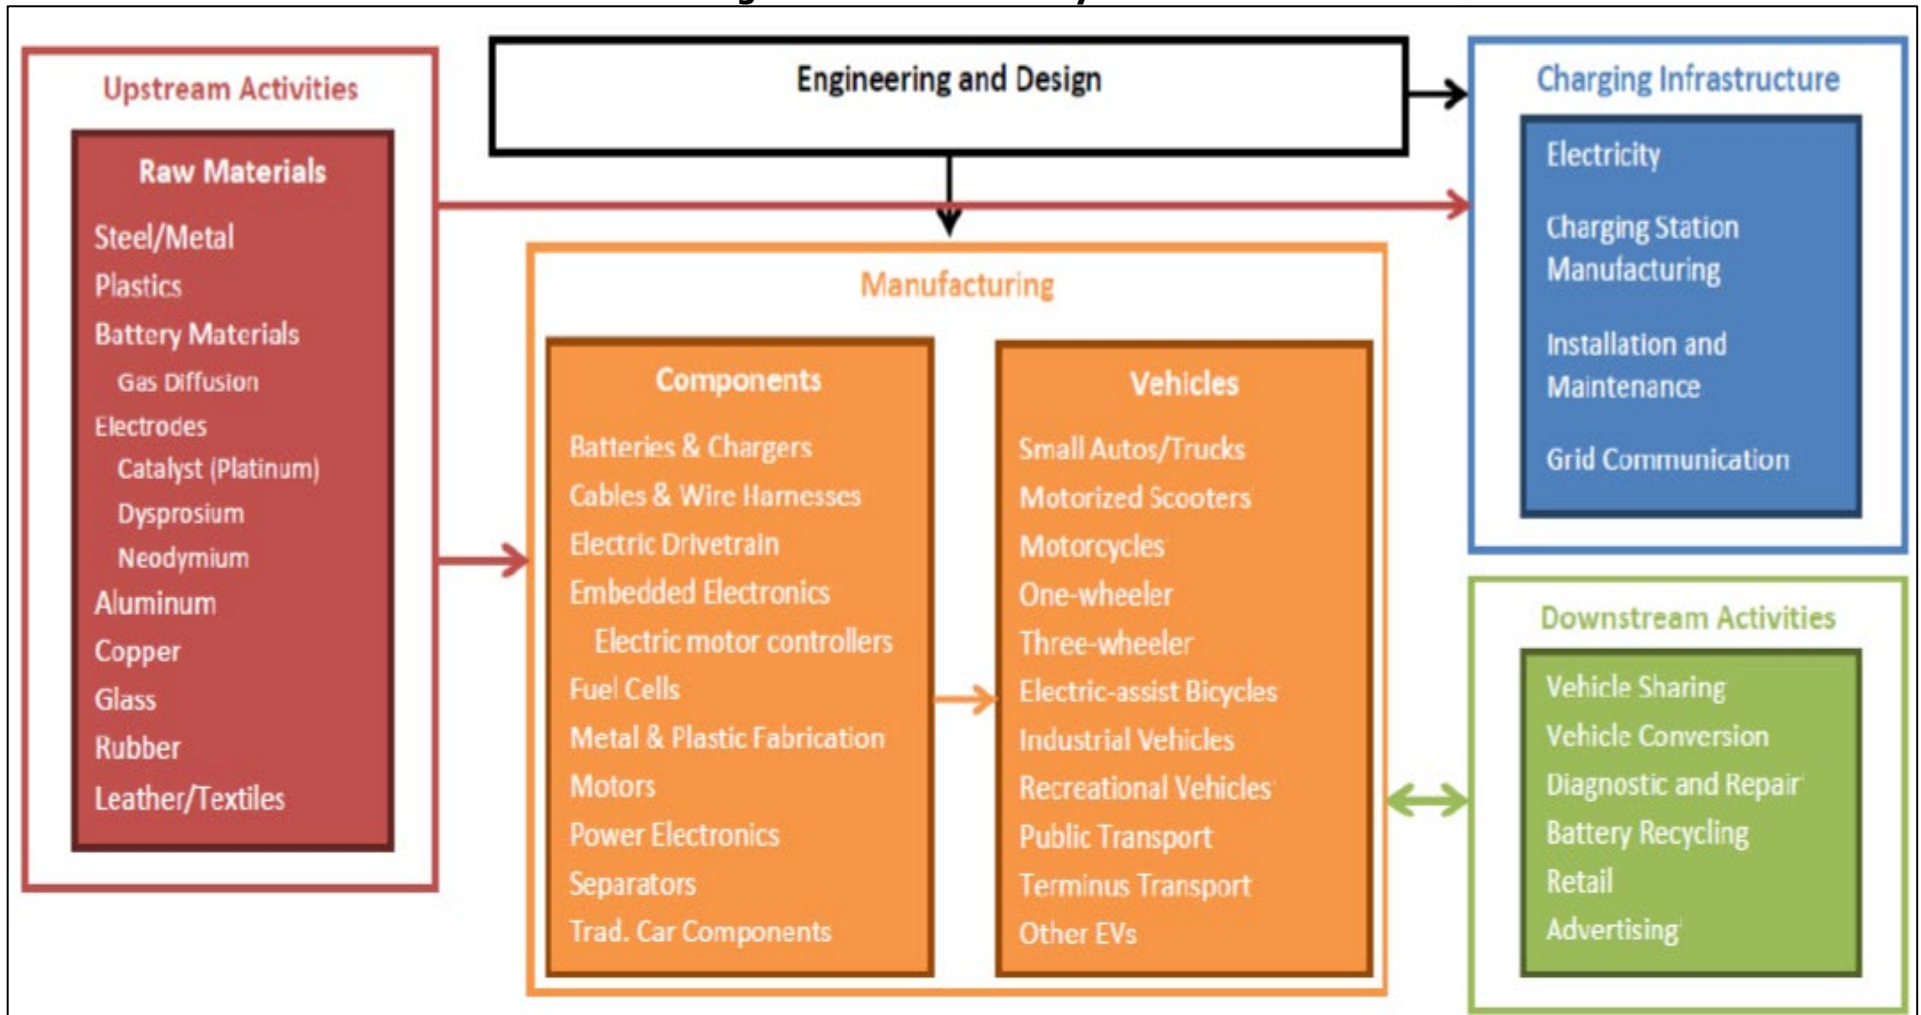 Upstream Activities
Raw Materials
Steel/Metal
Plastics
Battery Materials
Gas Diffusion
Electrodes
Catalyst (Platinum)
Dysprosium
Neodymium
Aluminum
Copper
Glass
Rubber
Leather/Textiles
Engineering and Design
Manufacturing
Components
Batteries & Chargers
Cables & Wire Harnesses
Electric Drivetrain
Embedded Electronics
Electric motor controllers
Fuel Cells
Metal & Plastic Fabrication
Motors
Power Electronics
Separators
Trad. Car Components
Vehicles
Small Autos/Trucks
Motorized Scooters
Motorcycles
One-wheeler
Three-wheeler
Electric-assist Bicycles
Industrial Vehicles
Recreational Vehicles
Public Transport
Terminus Transport
Other EVs
Charging Infrastructure
Electricity
Charging Station
Manufacturing
Installation and
Maintenance
Grid Communication
Downstream Activities
Vehicle Sharing
Vehicle Conversion
Diagnostic and Repair
Battery Recycling
Retail
Advertising